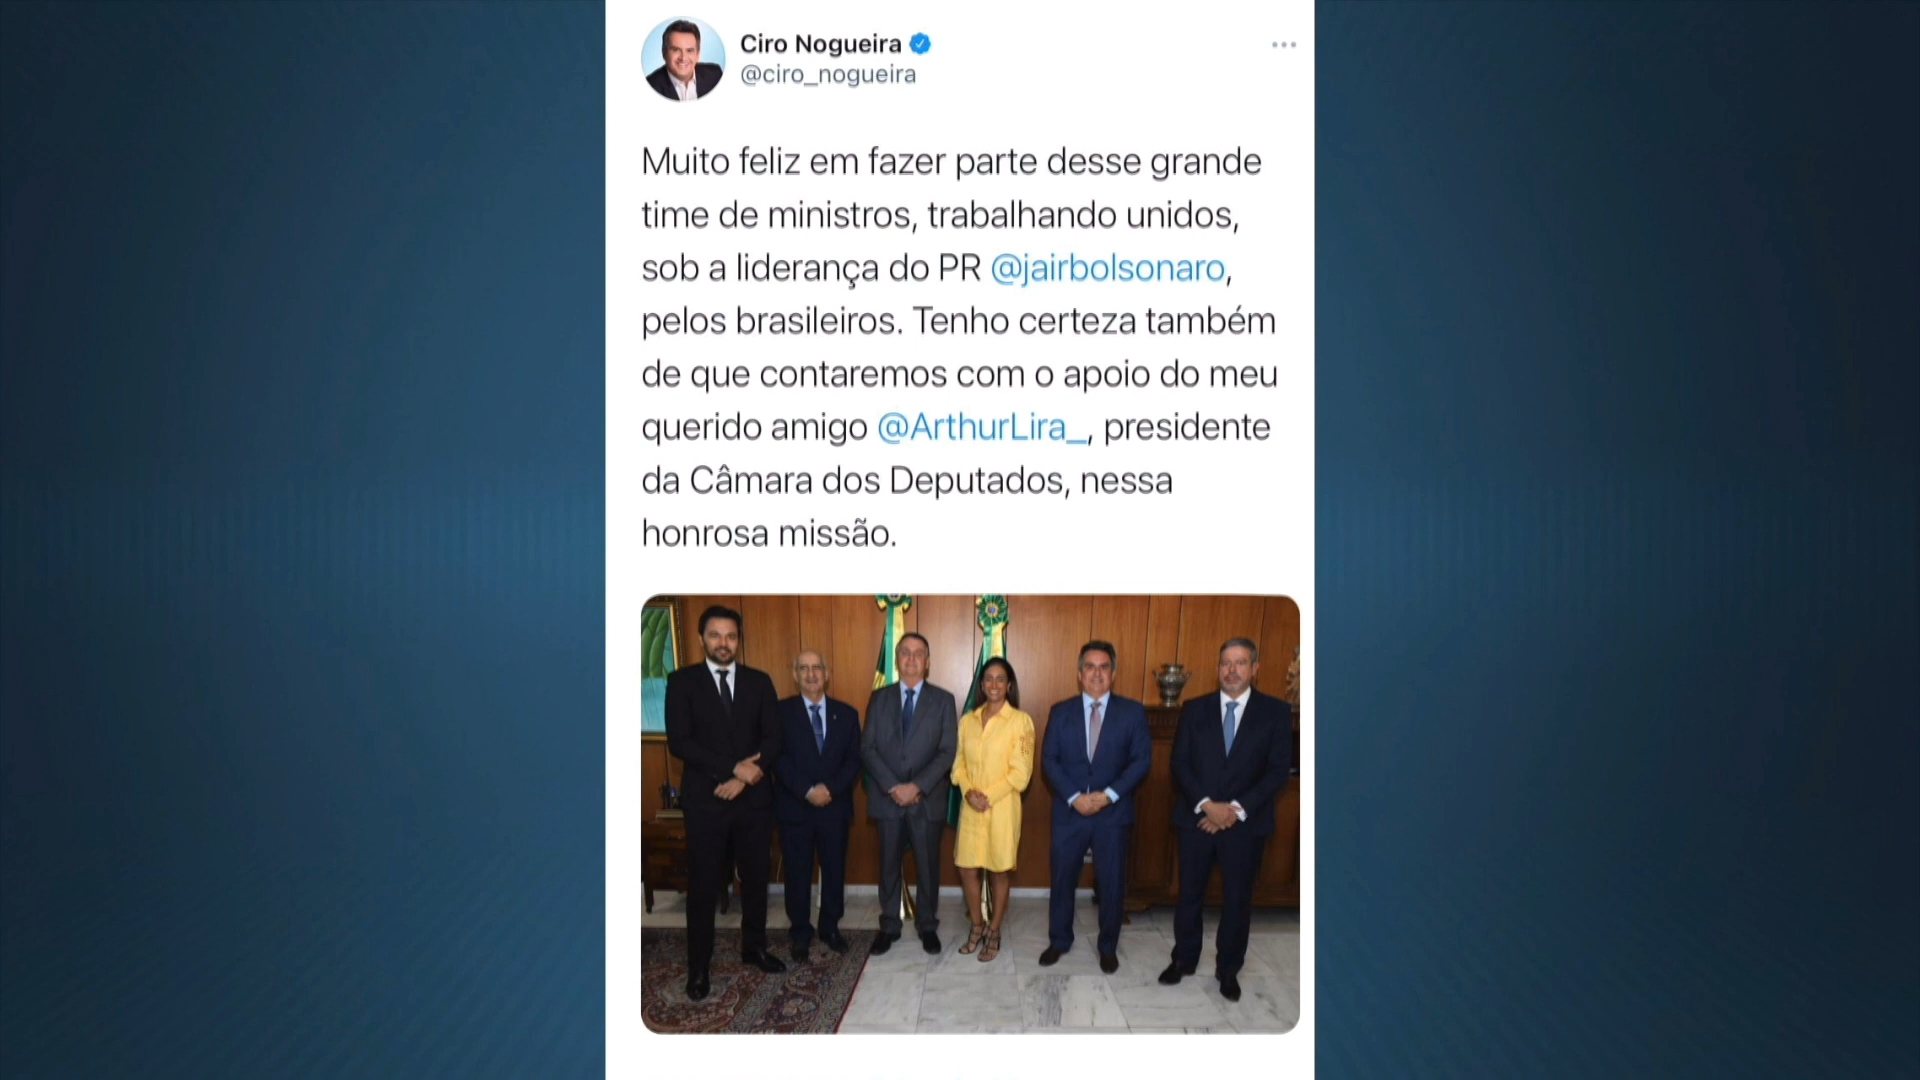 Ciro Nogueira
@ciro_nogueira
Muito feliz em fazer parte desse grande
time de ministros, trabalhando unidos,
sob a liderança do PR @jairbolsonaro,
pelos brasileiros. Tenho certeza também
de que contaremos com o apoio do meu
querido amigo @ArthurLira_, presidente
da Câmara dos Deputados, nessa
honrosa missão.